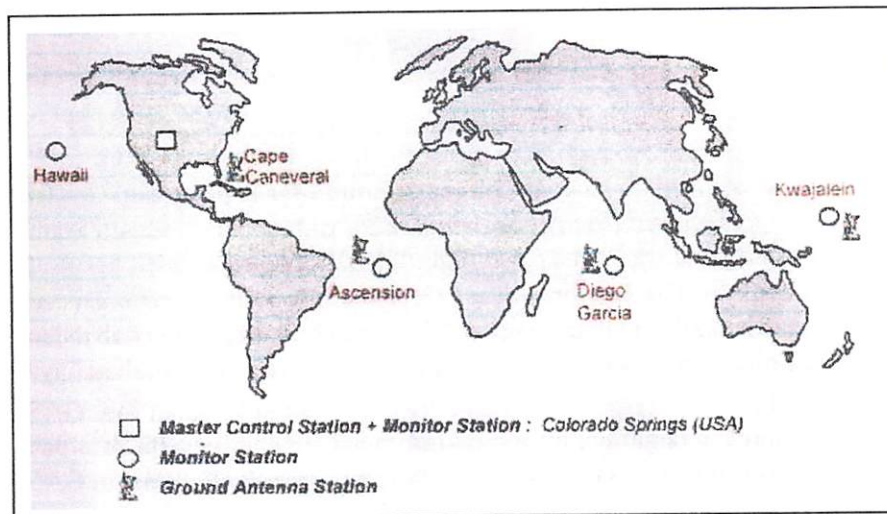 Hawaii
Cape
Caneveral
Kwajalein
Ascension
Diego
Garcia
Master Control Station + Monitor Station : Colorado Springs (USA)
Monitor Station
Ground Antenna Station